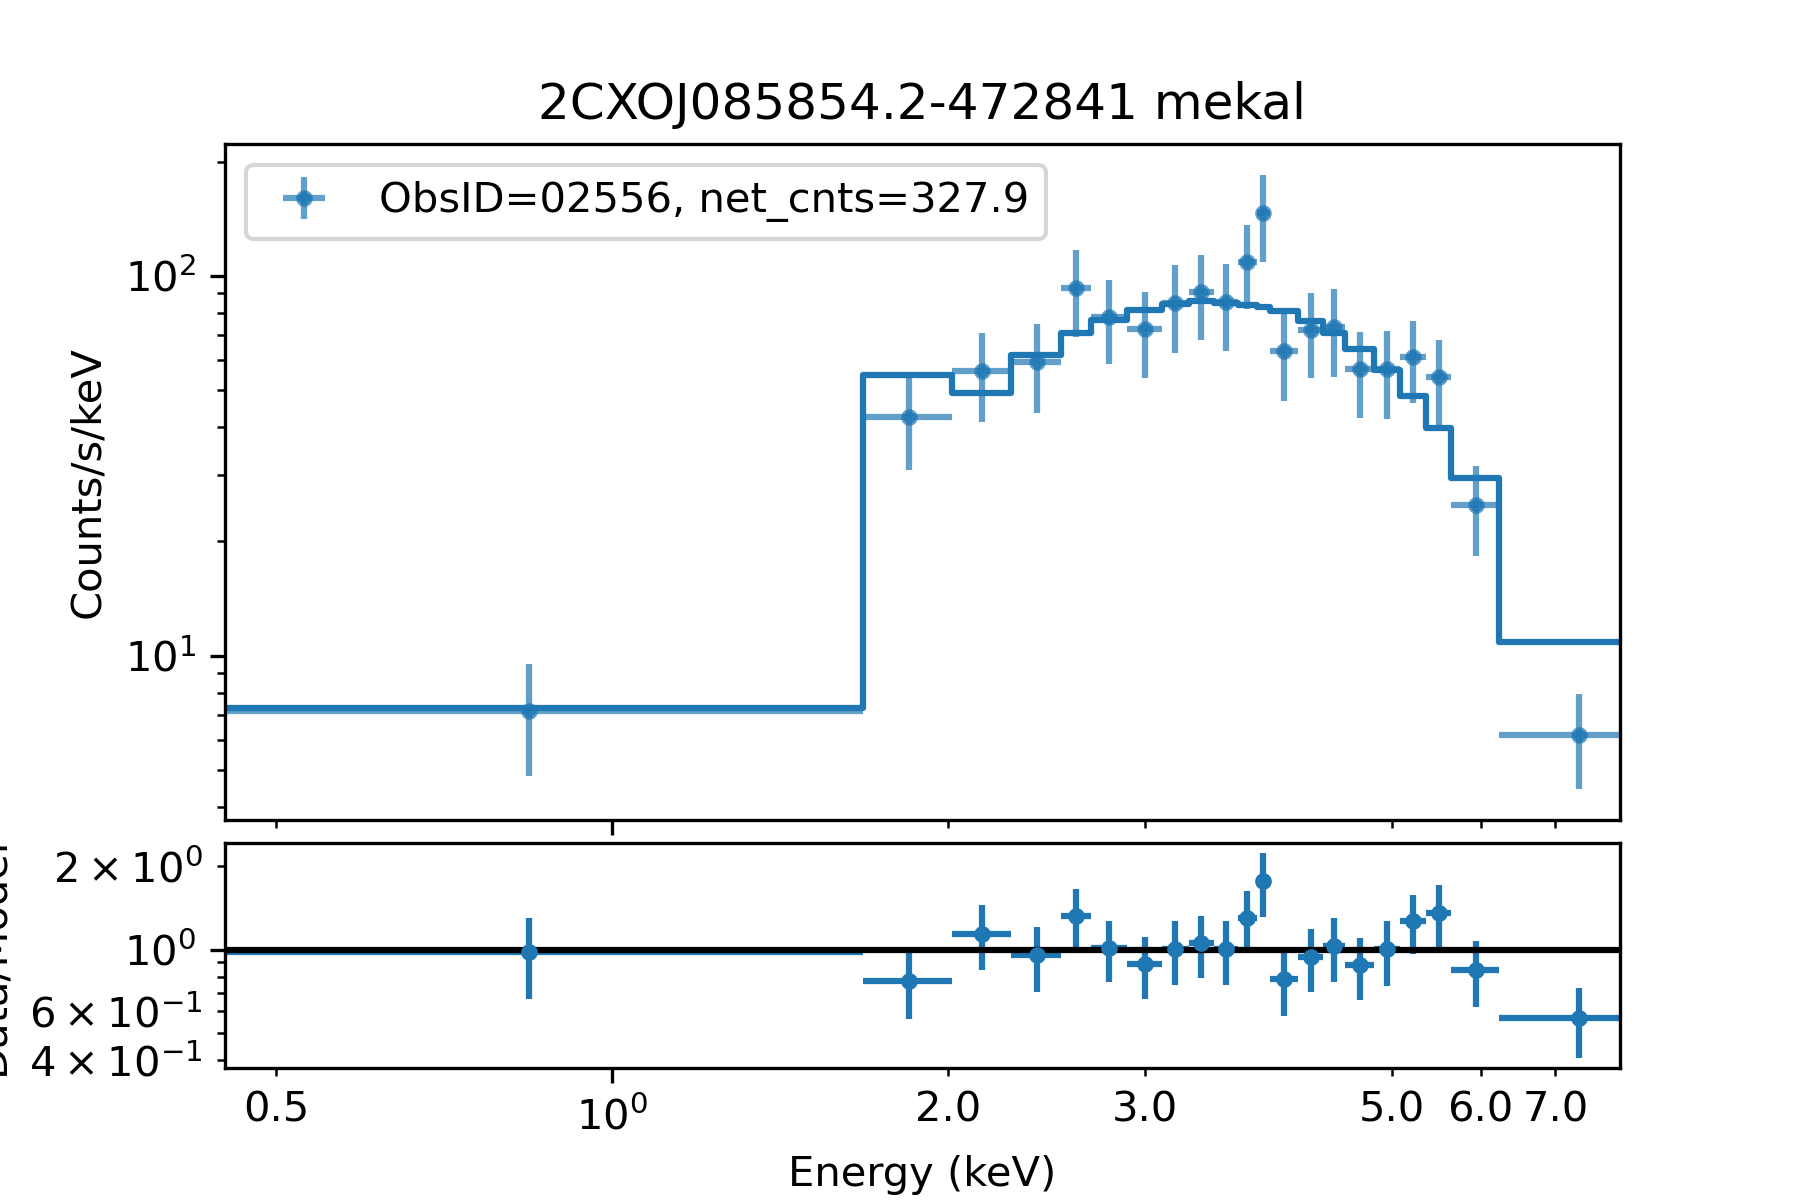 2CXOJ085854.2-472841 mekal
ObsID=02556, net_cnts=327.9
Counts/s/keV
10²
10¹
2 × 10⁰
10⁰
6 × 10⁻¹
4 × 10⁻¹
0.5 10⁰ 2.0 3.0 5.0 6.0 7.0
Energy (keV)